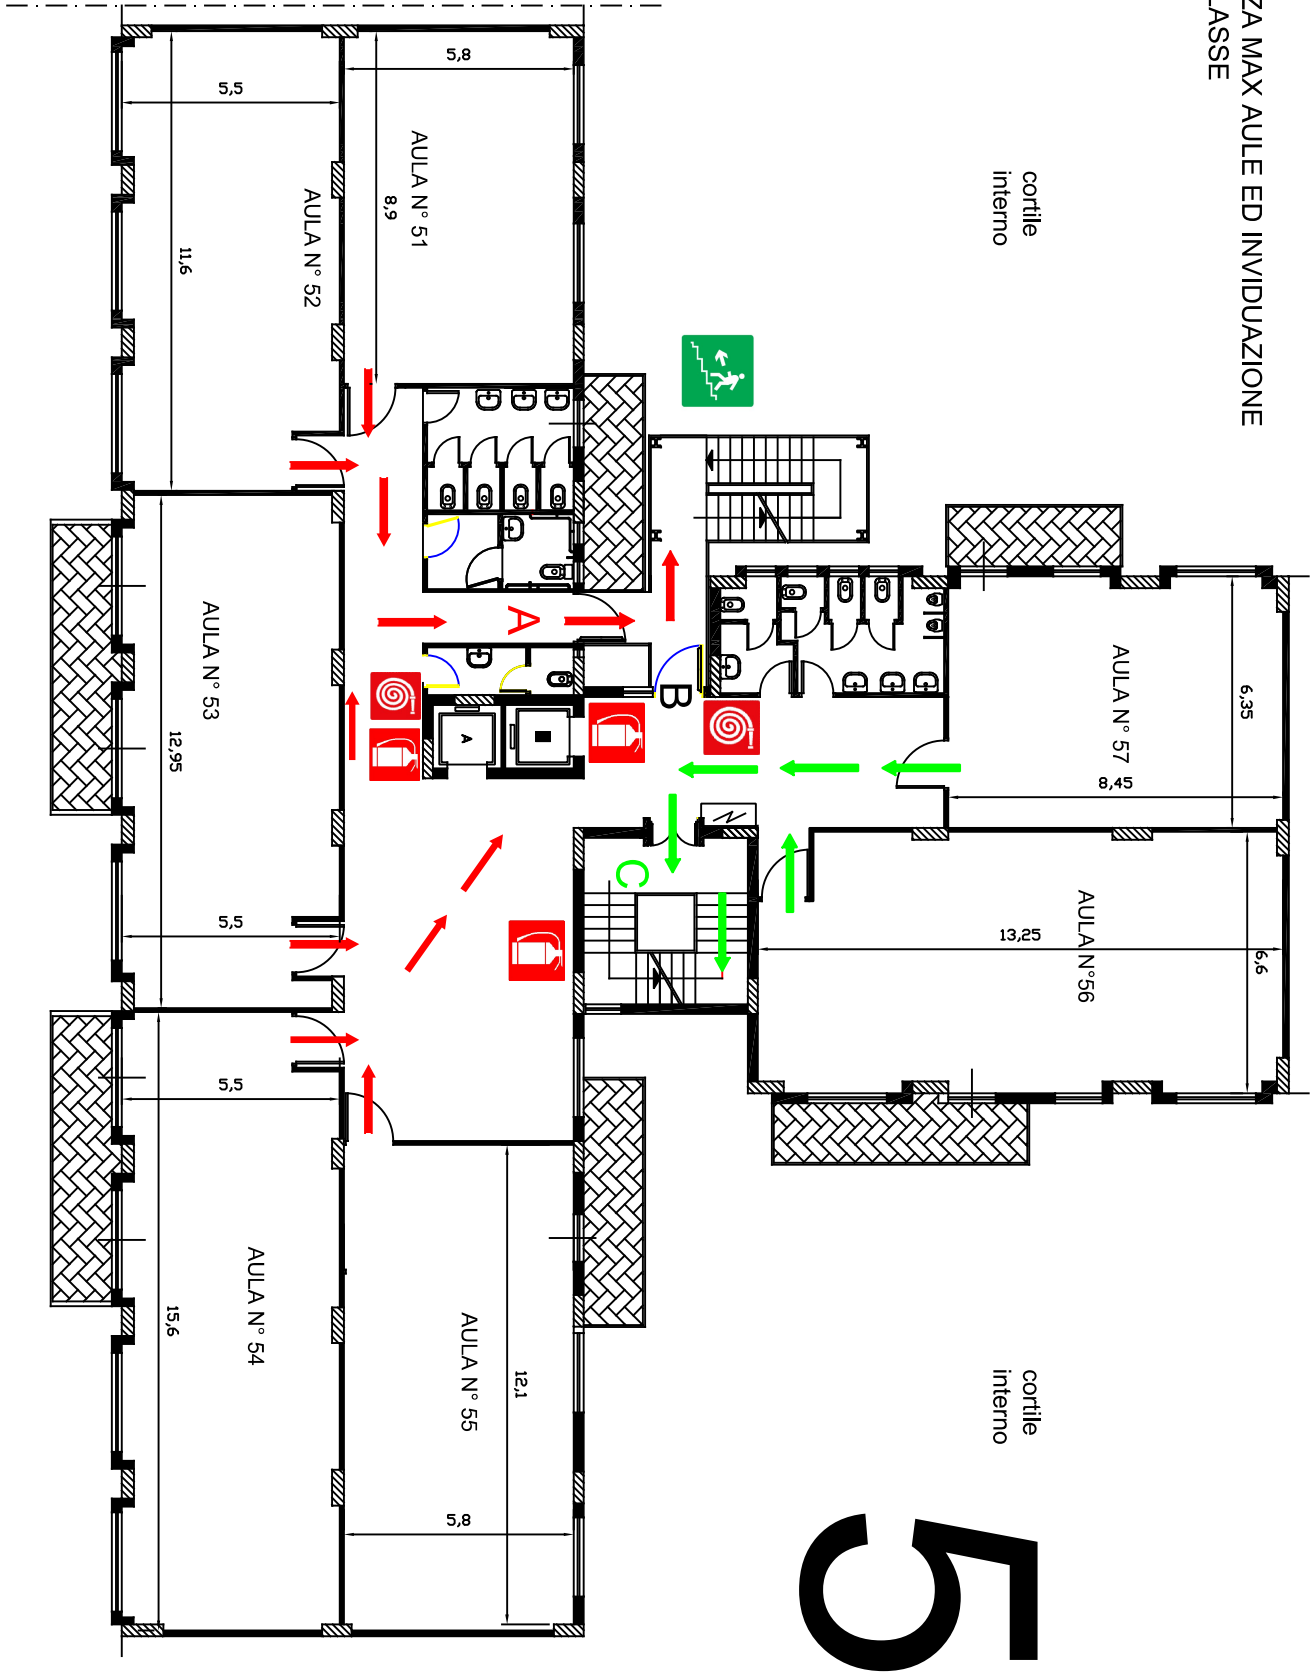 ZA MAX AULE ED INVIDUAZIONE
LASSE
cortile
interno
5,8
5,5
AULA N° 51
8,9
AULA N° 52
11,6
A
B
C
A
AULA N° 53
12,95
5,5
AULA N° 57
6,35
8,45
AULA N°56
13,25
6,6
5,5
AULA N° 54
15,6
AULA N° 55
12,1
5,8
cortile
interno
5